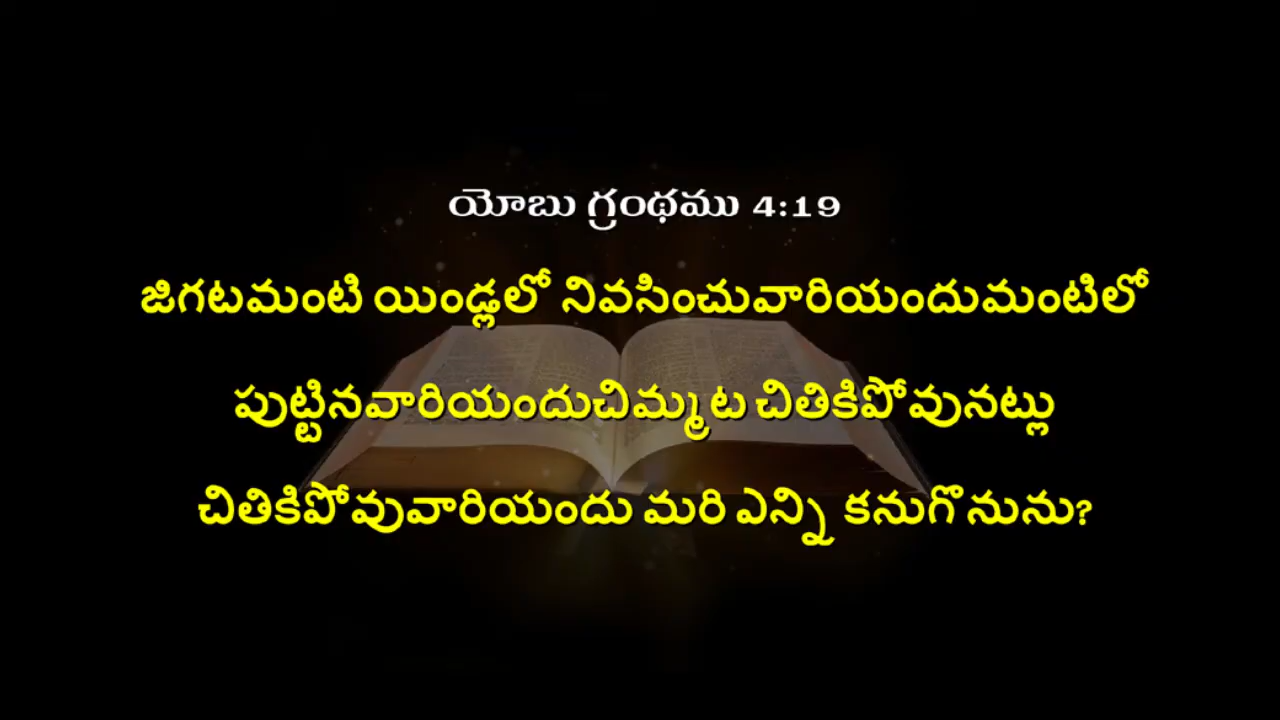 యోబు గ్రంథము 4:19
జిగటమంటి యిండ్లలో నివసించువారియందుమంటిలో
పుట్టినవారియందుచిమ్మట చితికిపోవునట్లు
చితికిపోవువారియందు మరి ఎన్ని కనుగొనును?